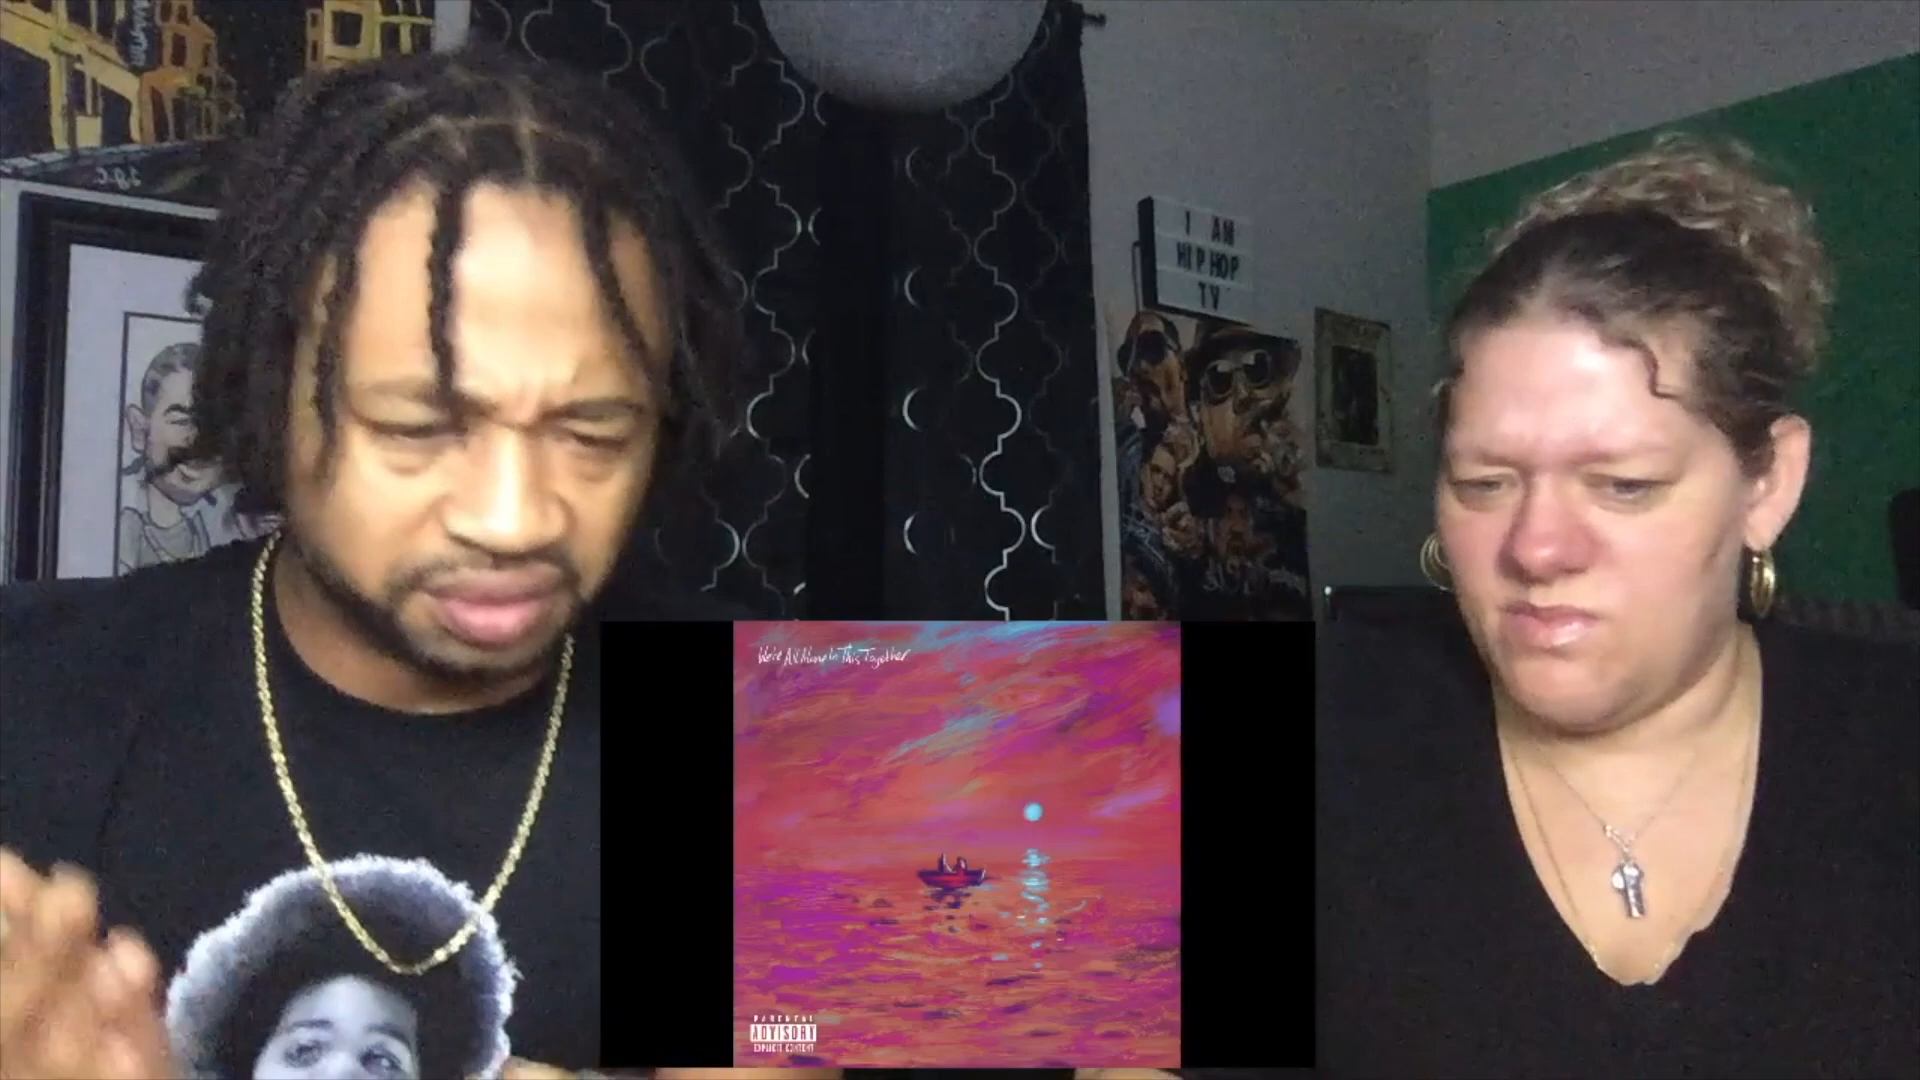 I AM
HIP HOP
TV
We're All Alone In This Together
PARENTAL
ADVISORY
EXPLICIT CONTENT